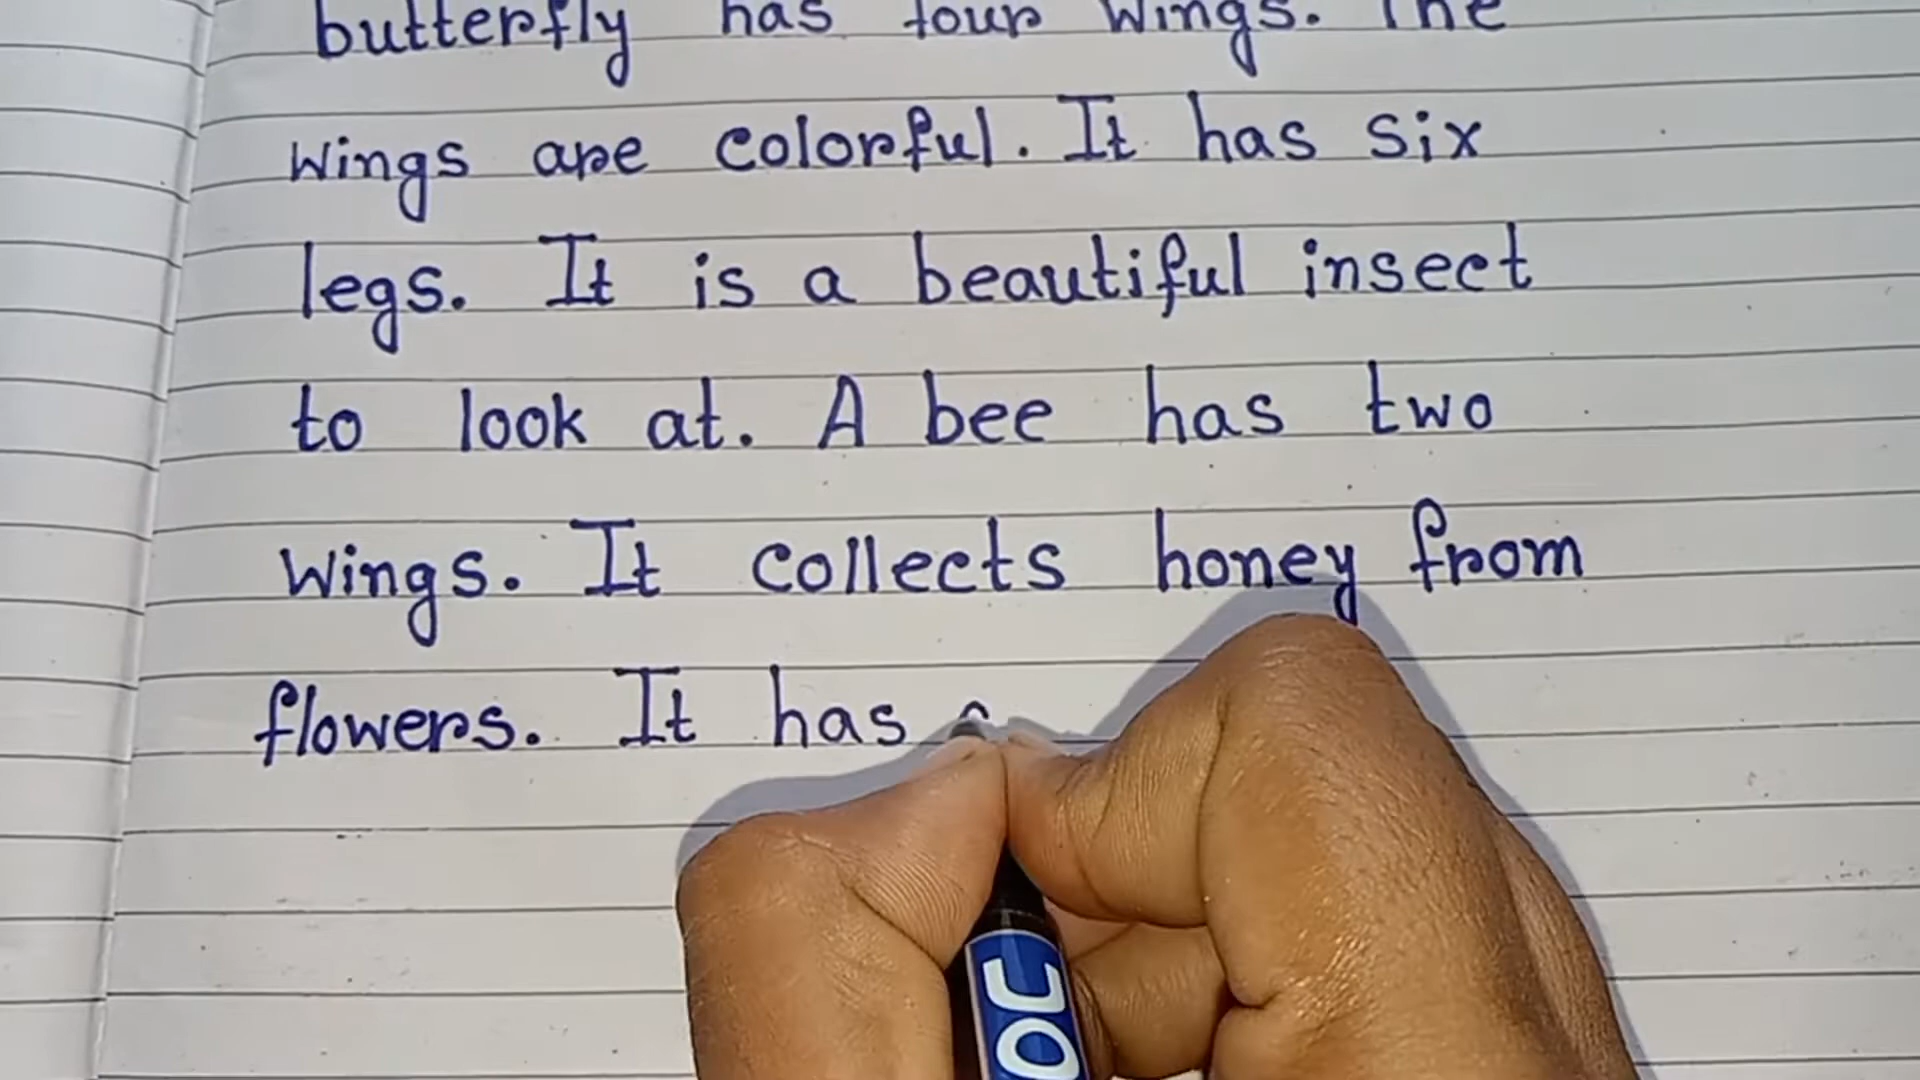 butterfly has four wings. The
wings are colorful. It has six
legs. It is a beautiful insect
to look at. A bee has two
wings. It collects honey from
flowers. It has